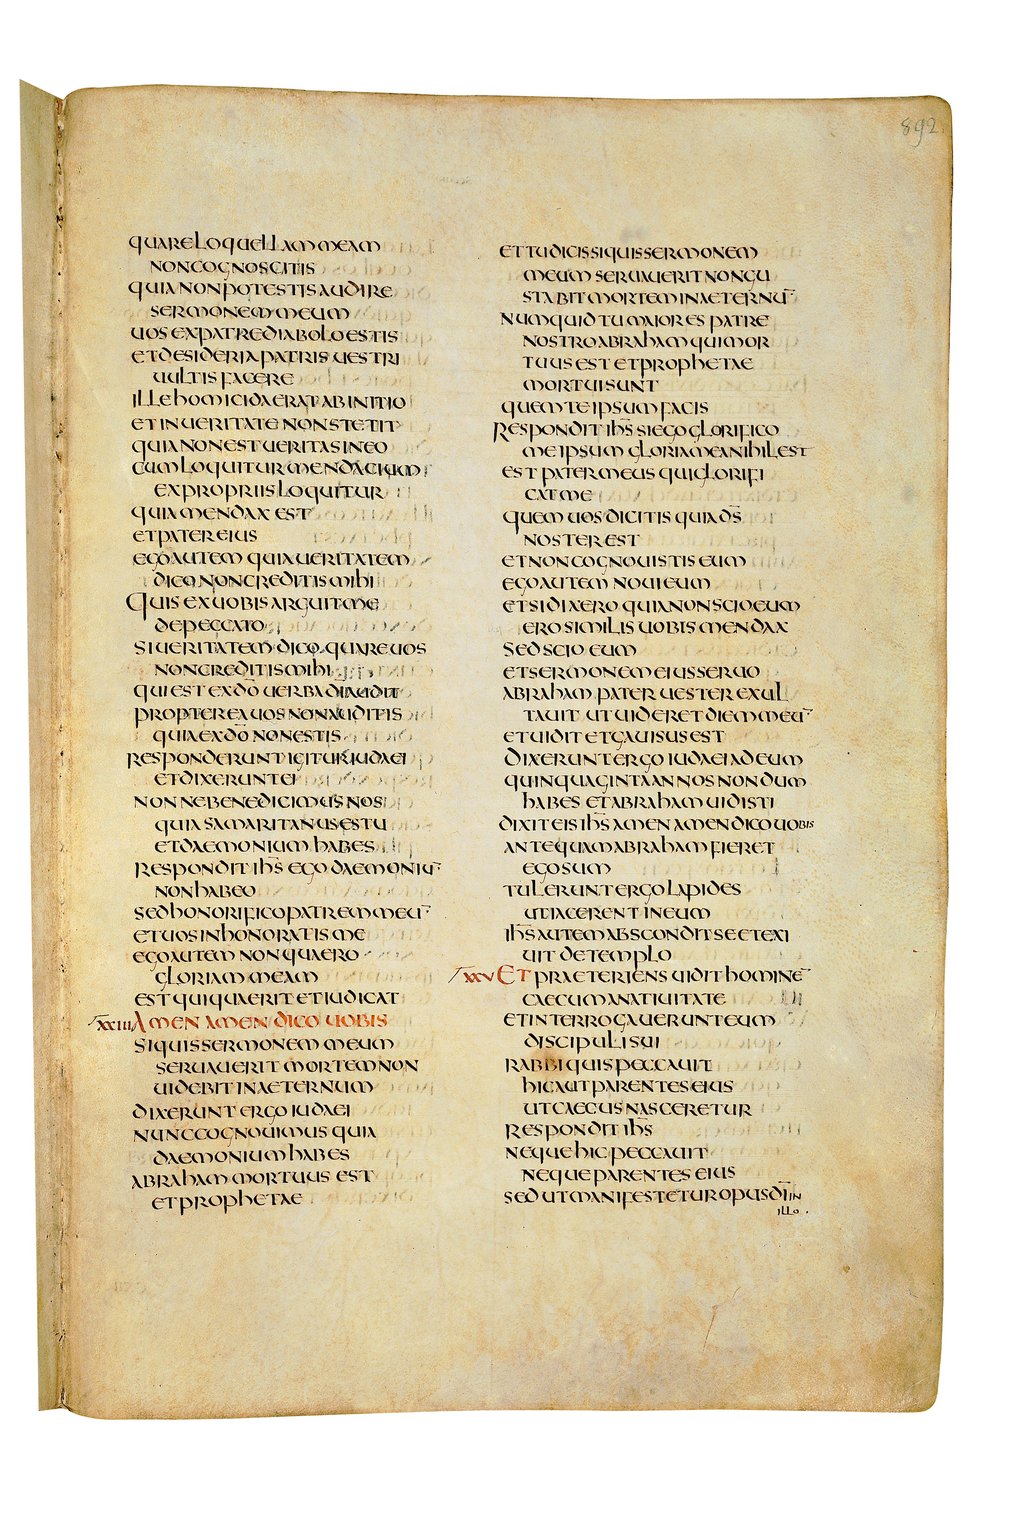 892
quare loquellam meam
non cognoscitis
quia non potestis audire
sermonem meum
uos ex patre diabolo estis
et desideria patris uestri
uultis facere
ille homicida erat ab initio
et in ueritate non stetit
quia non est ueritas in eo
cum loquitur mendacium
ex propriis loquitur
quia mendax est
et pater eius
ego autem quia ueritatem
dico non creditis mihi
Quis ex uobis arguit me
de peccato
si ueritatem dico quare uos
non creditis mihi
qui est ex dō uerba dī audit
propterea uos non auditis
quia ex dō non estis
responderunt igitur iudaei
et dixerunt ei
nonne bene dicimus nos
quia samaritanus es tu
et daemonium habes
respondit ihs̄ ego daemoniū
non habeo
sed honorifico patrem meū
et uos inhonoratis me
ego autem non quaero
gloriam meam
est qui quaerit et iudicat
xxiiii Amen amen dico uobis
si quis sermonem meum
seruauerit mortem non
uidebit in aeternum
dixerunt ergo iudaei
nunc cognouimus quia
daemonium habes
abraham mortuus est
et prophetae
et tu dicis si quis sermonem
meum seruauerit non gu
stabit mortem in aeternū
numquid tu maior es patre
nostro abraham qui mor
tuus est et prophetae
mortui sunt
quem te ipsum facis
Respondit ihs̄ si ego glorifico
me ipsum gloria mea nihil est
est pater meus qui glorifi
cat me
quem uos dicitis quia ds̄
noster est
et non cognouistis eum
ego autem noui eum
et si dixero quia non scio eum
ero similis uobis mendax
sed scio eum
et sermonem eius seruo
abraham pater uester exul
tauit ut uideret diem meū
et uidit et gauisus est
Dixerunt ergo iudaei ad eum
quinquaginta annos nondum
habes et abraham uidisti
dixit eis ihs̄ amen amen dico uobis
antequam abraham fieret
ego sum
tulerunt ergo lapides
ut iacerent in eum
ihs̄ autem abscondit se et exi
uit de templo
xxv Et praeteriens uidit hominē
caecum a natiuitate
et interrogauerunt eum
discipuli sui
rabbi quis peccauit
hic aut parentes eius
ut caecus nasceretur
respondit ihs̄
neque hic peccauit
neque parentes eius
sed ut manifestetur opus dī in
illo.